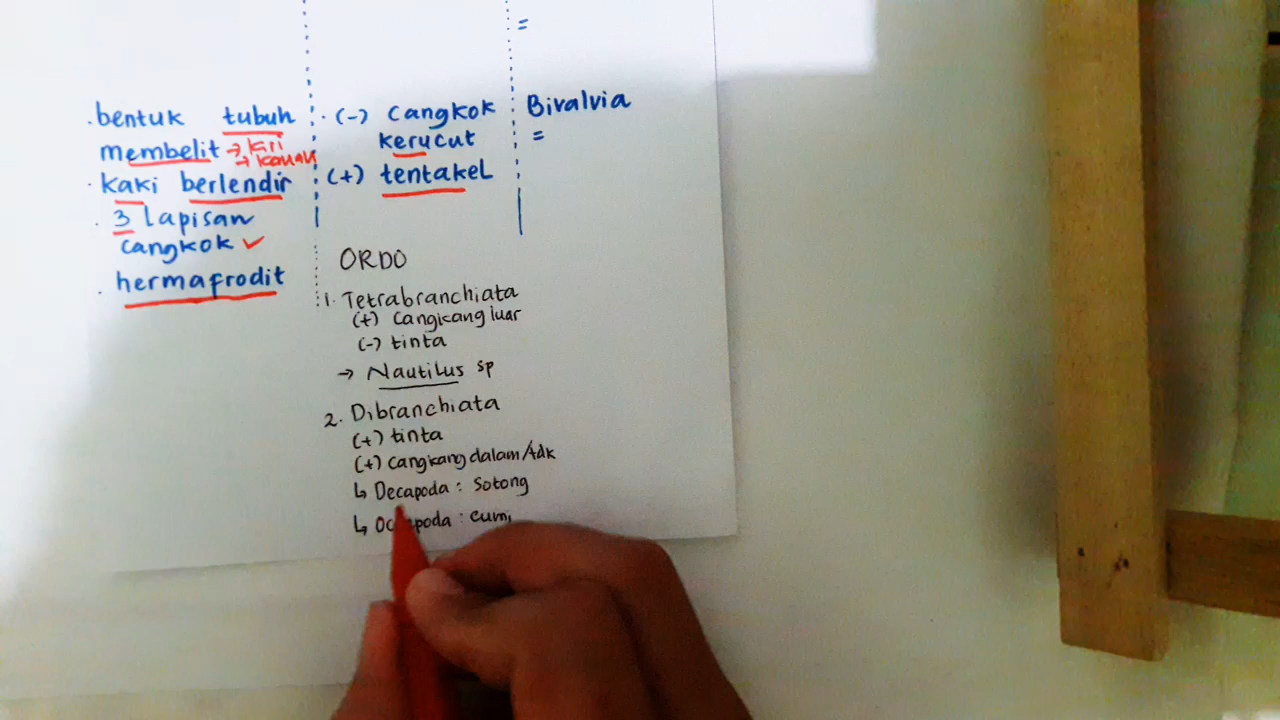 =
· bentuk tubuh
membelit → kiri
→ kanan
· kaki berlendir
· 3 lapisan
cangkok ✓
· hermafrodit
· (-) cangkok
kerucut
(+) tentakel
Bivalvia
=
ORDO
1. Tetrabranchiata
(+) Cangkang luar
(-) tinta
→ Nautilus sp
2. Dibranchiata
(+) tinta
(+) cangkang dalam/tdk
↳ Decapoda : Sotong
↳ : cumi